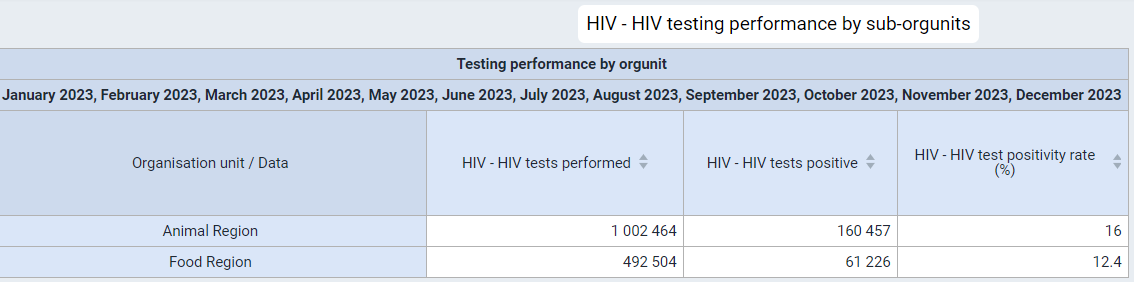 HIV - HIV testing performance by sub-orgunits
Testing performance by orgunit
January 2023, February 2023, March 2023, April 2023, May 2023, June 2023, July 2023, August 2023, September 2023, October 2023, November 2023, December 2023
Organisation unit / Data HIV - HIV tests performed HIV - HIV tests positive HIV - HIV test positivity rate
(%)
Animal Region 1 002 464 160 457 16
Food Region 492 504 61 226 12.4